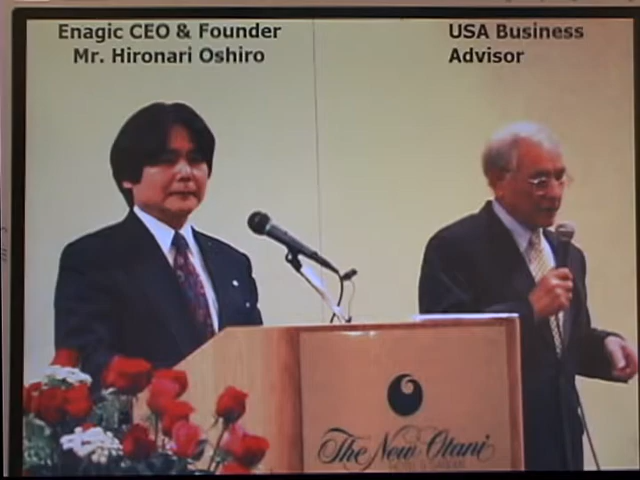 Enagic CEO & Founder
Mr. Hironari Oshiro
USA Business
Advisor
The New Otani